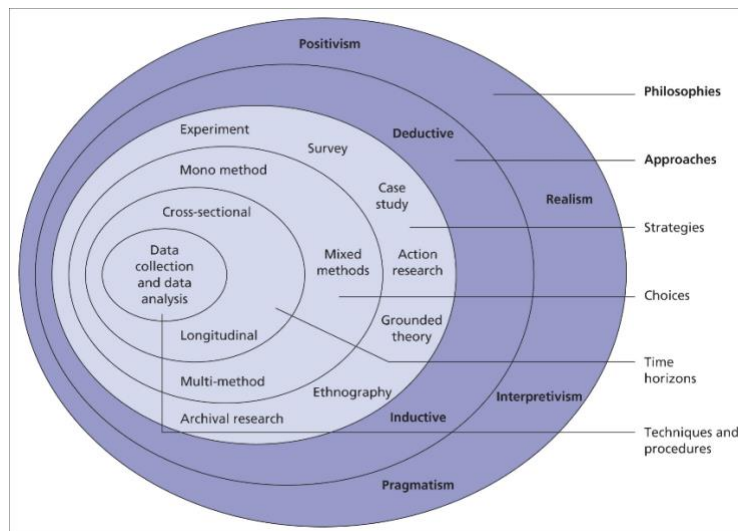 Positivism
Philosophies
Experiment
Survey
Deductive
Approaches
Mono method
Case
study
Realism
Cross-sectional
Strategies
Data
collection
and data
analysis
Mixed
methods
Action
research
Choices
Longitudinal
Grounded
theory
Time
horizons
Multi-method
Ethnography
Interpretivism
Archival research
Inductive
Techniques and
procedures
Pragmatism